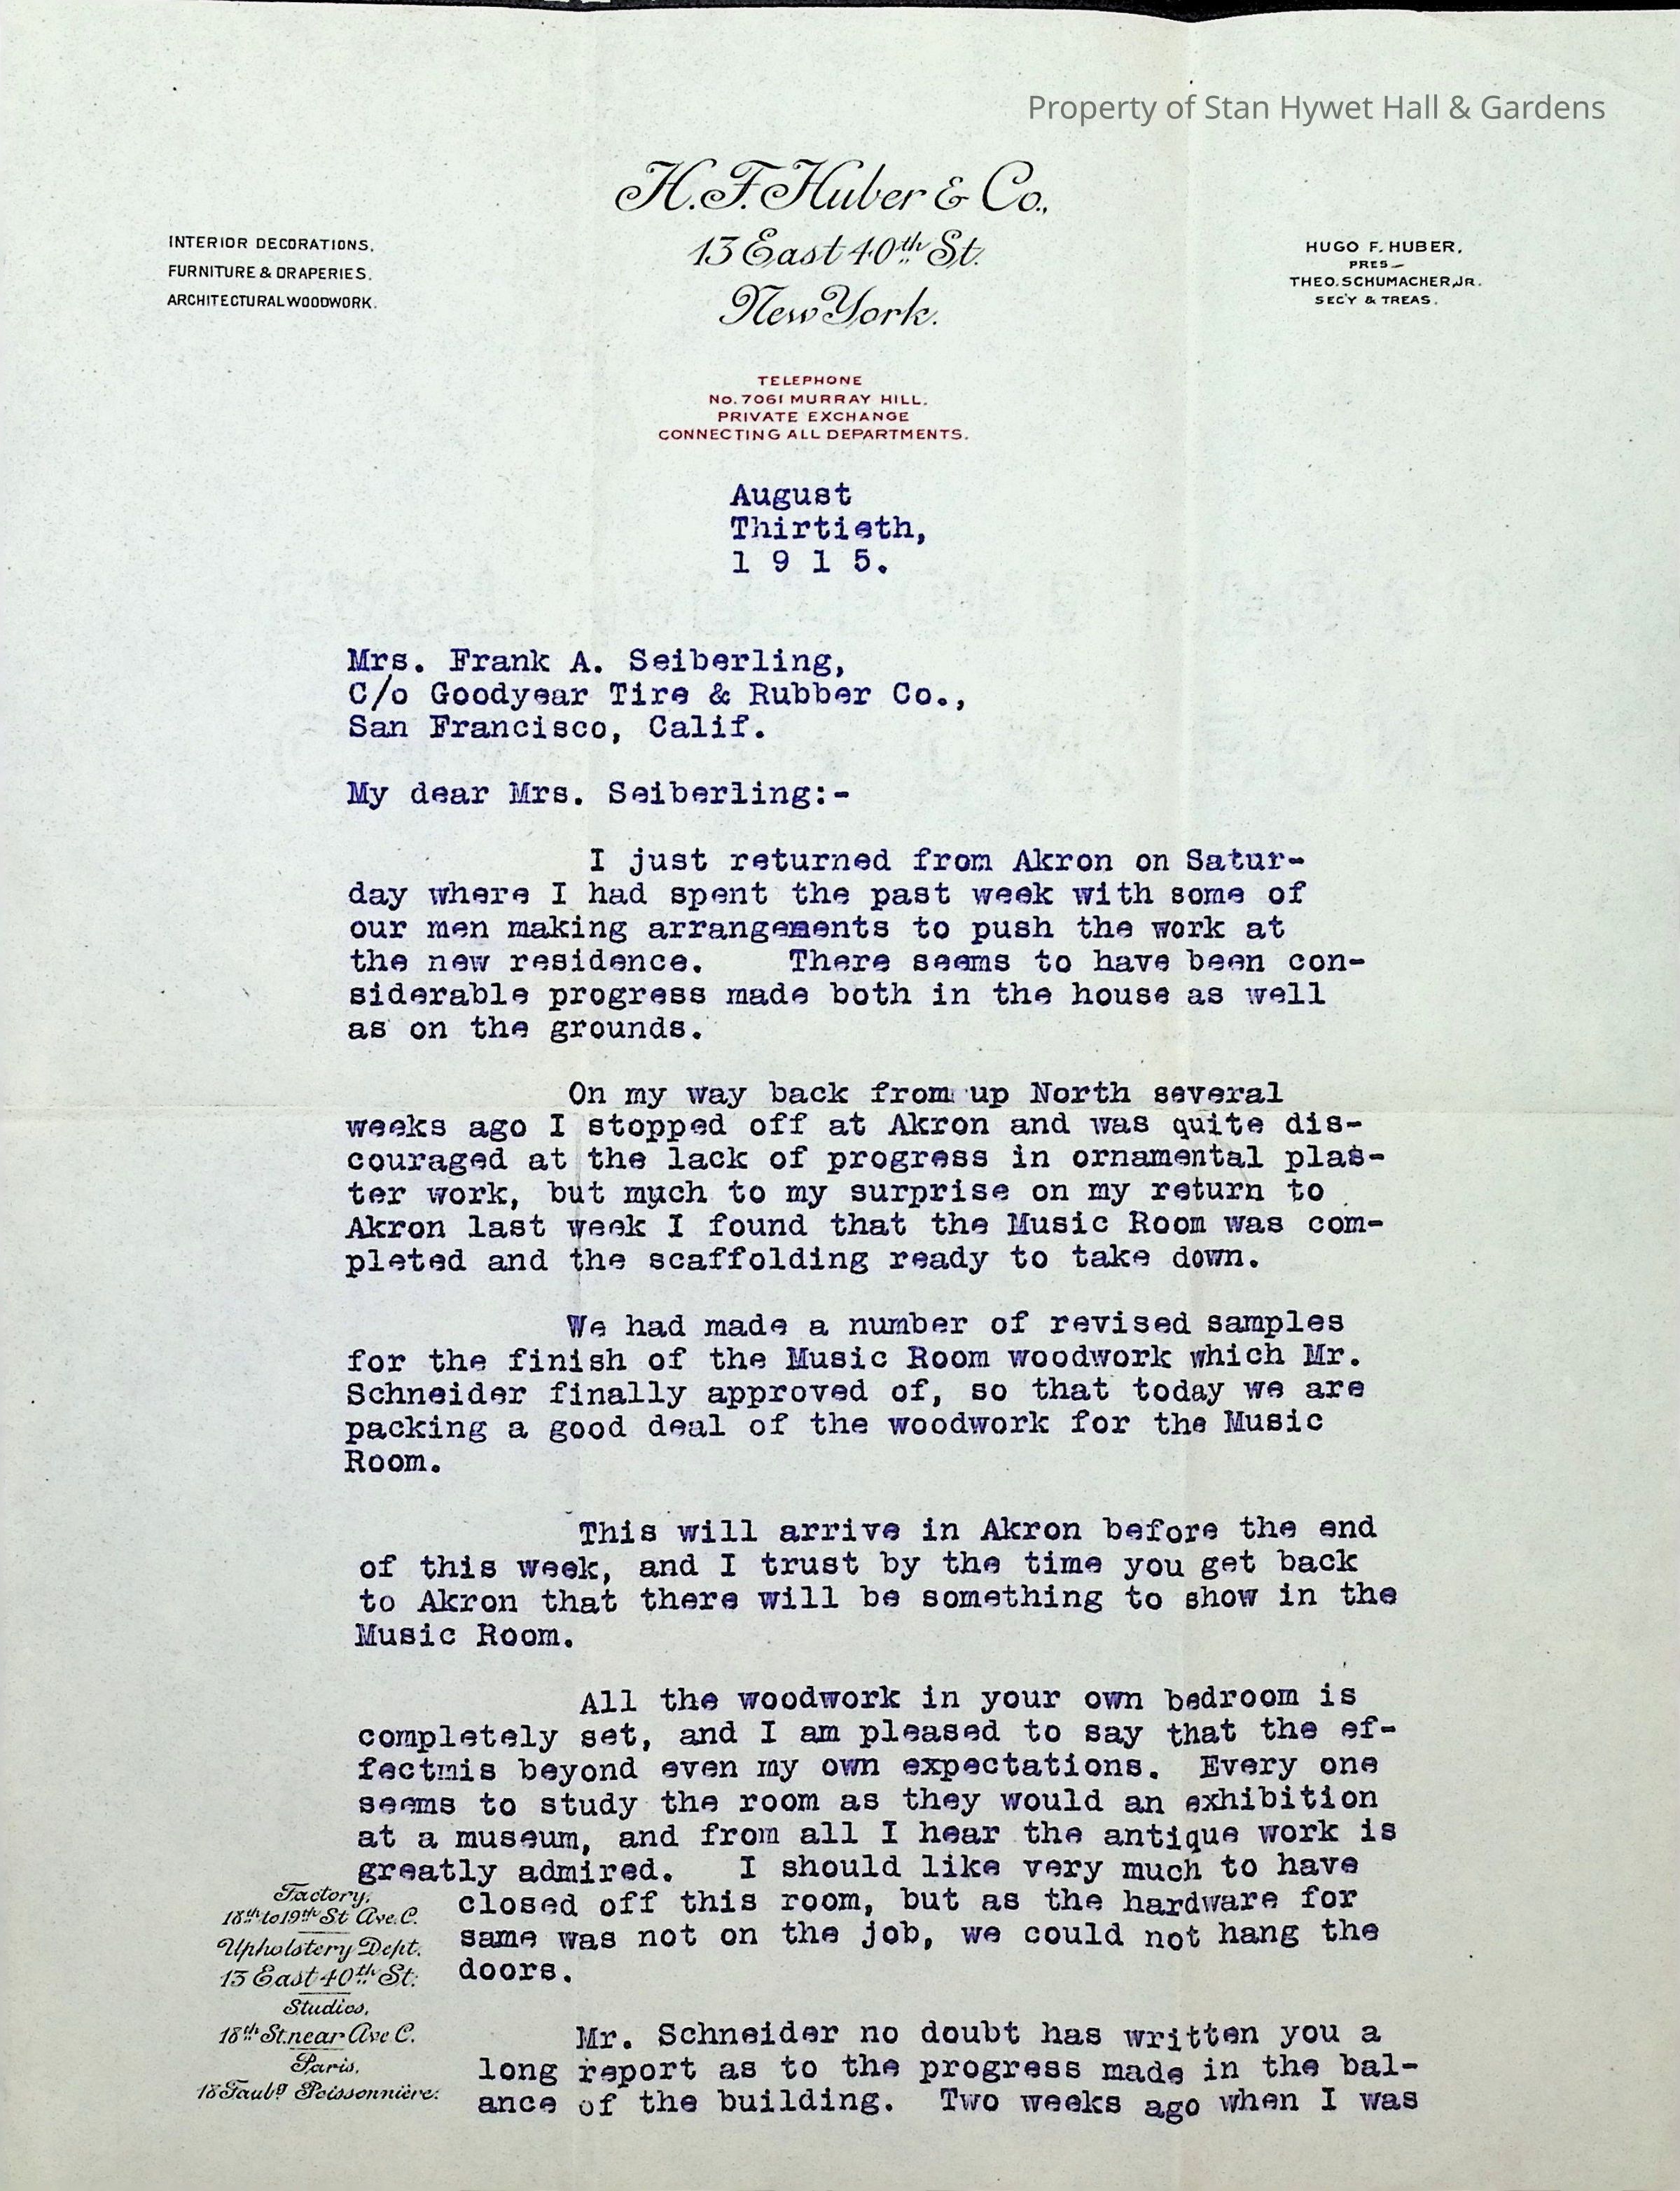 Property of Stan Hywet Hall & Gardens
H. F. Huber & Co.,
13 East 40th St.
New York.
INTERIOR DECORATIONS.
FURNITURE & DRAPERIES.
ARCHITECTURAL WOODWORK.
HUGO F. HUBER,
PRES
THEO. SCHUMACHER, JR.
SEC'Y & TREAS.
TELEPHONE
No. 7061 MURRAY HILL.
PRIVATE EXCHANGE
CONNECTING ALL DEPARTMENTS.
August
Thirtieth,
1 9 1 5.
Mrs. Frank A. Seiberling,
C/o Goodyear Tire & Rubber Co.,
San Francisco, Calif.
My dear Mrs. Seiberling:-
I just returned from Akron on Satur-
day where I had spent the past week with some of
our men making arrangements to push the work at
the new residence. There seems to have been con-
siderable progress made both in the house as well
as on the grounds.
On my way back from up North several
weeks ago I stopped off at Akron and was quite dis-
couraged at the lack of progress in ornamental plas-
ter work, but much to my surprise on my return to
Akron last week I found that the Music Room was com-
pleted and the scaffolding ready to take down.
We had made a number of revised samples
for the finish of the Music Room woodwork which Mr.
Schneider finally approved of, so that today we are
packing a good deal of the woodwork for the Music
Room.
This will arrive in Akron before the end
of this week, and I trust by the time you get back
to Akron that there will be something to show in the
Music Room.
All the woodwork in your own bedroom is
completely set, and I am pleased to say that the ef-
fectmis beyond even my own expectations. Every one
seems to study the room as they would an exhibition
at a museum, and from all I hear the antique work is
greatly admired. I should like very much to have
closed off this room, but as the hardware for
same was not on the job, we could not hang the
doors.
Mr. Schneider no doubt has written you a
long report as to the progress made in the bal-
ance of the building. Two weeks ago when I was
Factory,
18th to 19th St Ave. C.
Upholstery Dept.
13 East 40th St.
Studios,
18th St. near Ave C.
Paris,
18 Faubg Poissonnière.